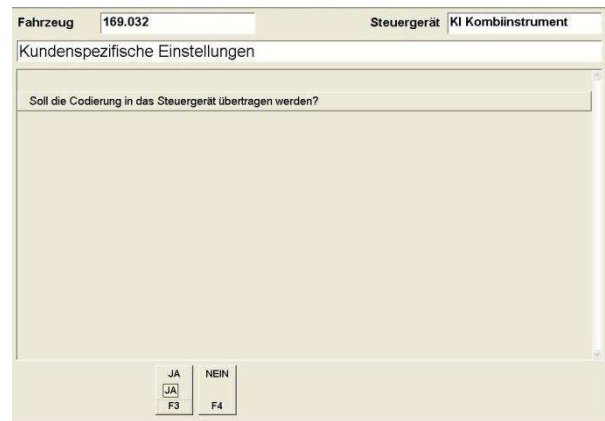 Fahrzeug 169.032 Steuergerät KI Kombiinstrument
Kundenspezifische Einstellungen
Soll die Codierung in das Steuergerät übertragen werden?
JA NEIN
JA
F3 F4